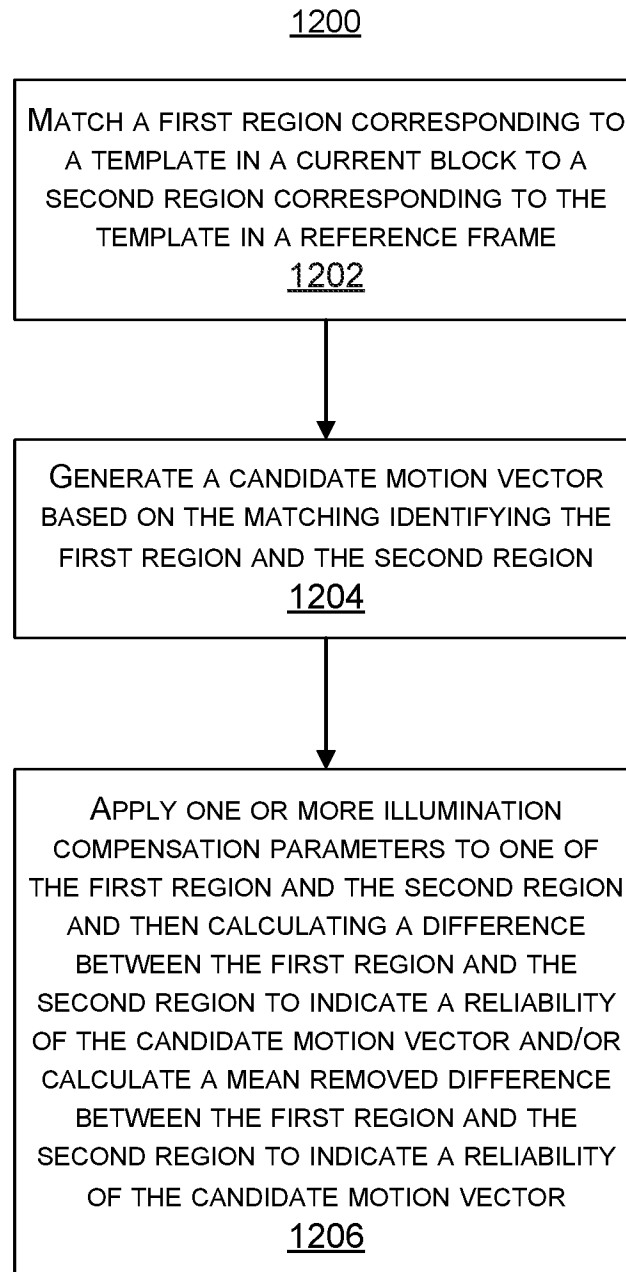 1200
MATCH A FIRST REGION CORRESPONDING TO
A TEMPLATE IN A CURRENT BLOCK TO A
SECOND REGION CORRESPONDING TO THE
TEMPLATE IN A REFERENCE FRAME
1202
GENERATE A CANDIDATE MOTION VECTOR
BASED ON THE MATCHING IDENTIFYING THE
FIRST REGION AND THE SECOND REGION
1204
APPLY ONE OR MORE ILLUMINATION
COMPENSATION PARAMETERS TO ONE OF
THE FIRST REGION AND THE SECOND REGION
AND THEN CALCULATING A DIFFERENCE
BETWEEN THE FIRST REGION AND THE
SECOND REGION TO INDICATE A RELIABILITY
OF THE CANDIDATE MOTION VECTOR AND/OR
CALCULATE A MEAN REMOVED DIFFERENCE
BETWEEN THE FIRST REGION AND THE
SECOND REGION TO INDICATE A RELIABILITY
OF THE CANDIDATE MOTION VECTOR
1206